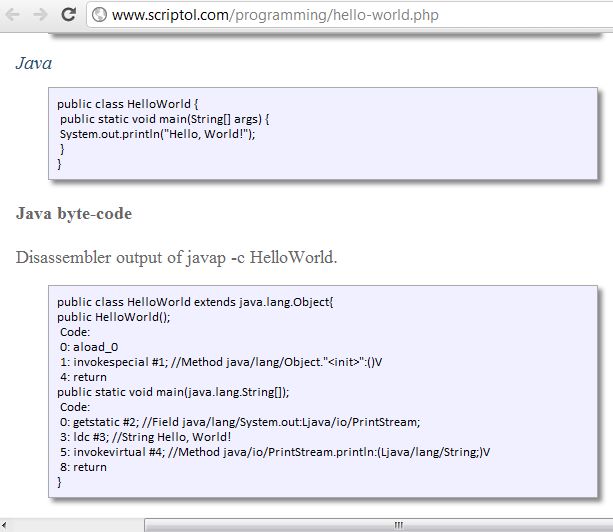 www.scriptol.com/programming/hello-world.php
Java
public class HelloWorld {
public static void main(String[] args) {
System.out.println("Hello, World!");
}
}
Java byte-code
Disassembler output of javap -c HelloWorld.
public class HelloWorld extends java.lang.Object{
public HelloWorld();
Code:
0: aload_0
1: invokespecial #1; //Method java/lang/Object."<init>":()V
4: return
public static void main(java.lang.String[]);
Code:
0: getstatic #2; //Field java/lang/System.out:Ljava/io/PrintStream;
3: ldc #3; //String Hello, World!
5: invokevirtual #4; //Method java/io/PrintStream.println:(Ljava/lang/String;)V
8: return
}